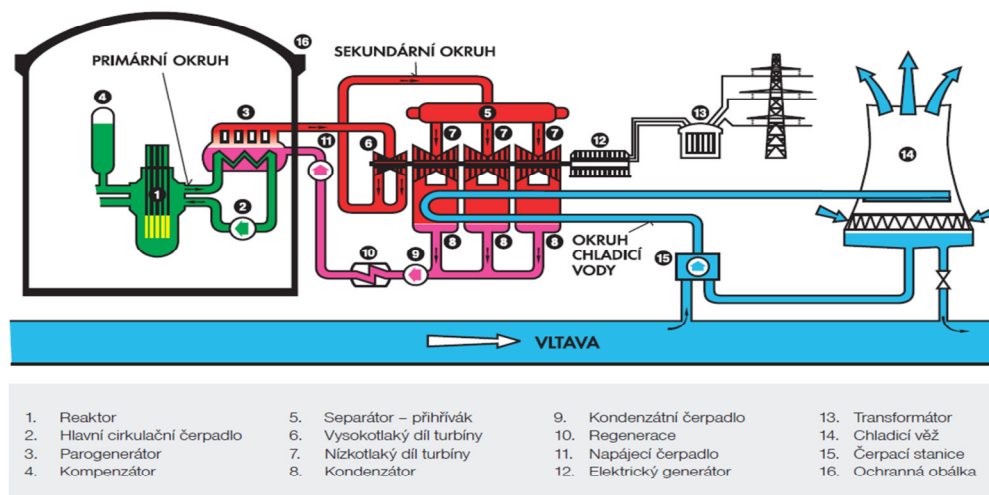 16
PRIMÁRNÍ OKRUH
SEKUNDÁRNÍ OKRUH
4
3
5
13
11
6
7
7
7
12
14
1
2
8
8
8
OKRUH
CHLADICÍ
VODY
10
9
15
VLTAVA
1. Reaktor
2. Hlavní cirkulační čerpadlo
3. Parogenerátor
4. Kompenzátor
5. Separátor – přihřívák
6. Vysokotlaký díl turbíny
7. Nízkotlaký díl turbíny
8. Kondenzátor
9. Kondenzátní čerpadlo
10. Regenerace
11. Napájecí čerpadlo
12. Elektrický generátor
13. Transformátor
14. Chladicí věž
15. Čerpací stanice
16. Ochranná obálka